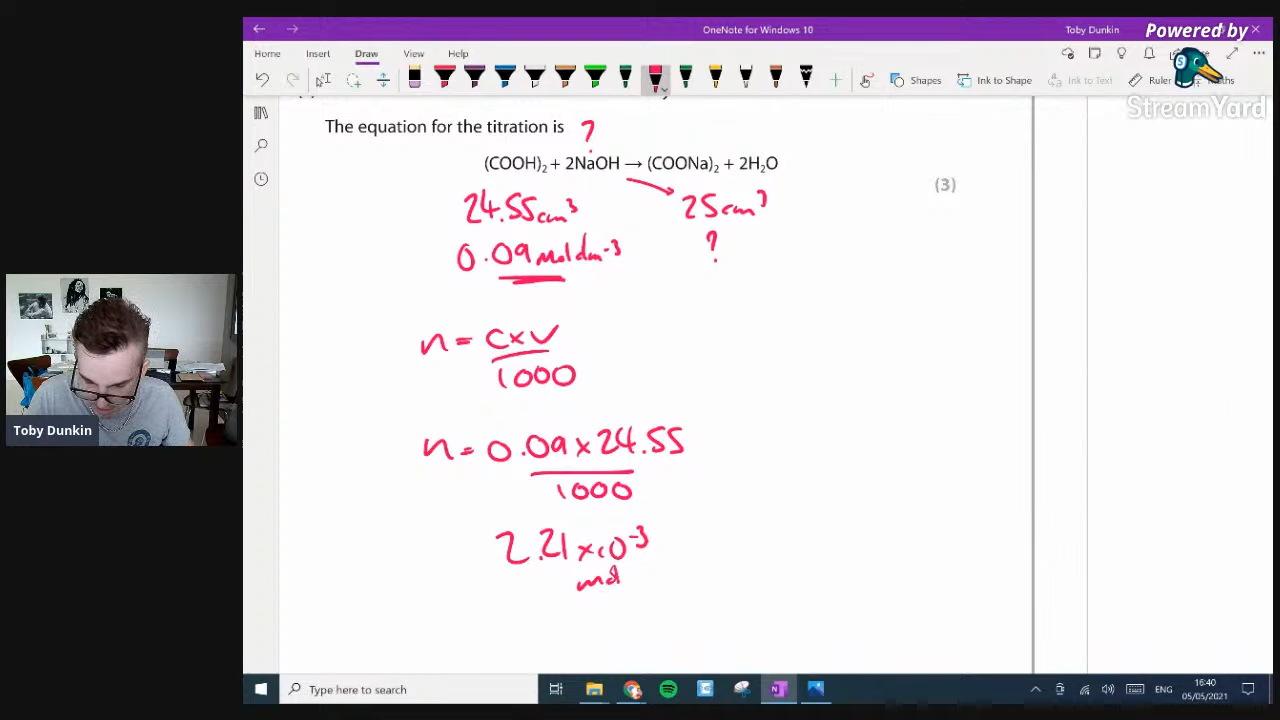 OneNote for Windows 10
Toby Dunkin
Powered by
StreamYard
Home Insert Draw View Help
Shapes Ink to Shape Ink to Text Ruler Maths
The equation for the titration is
?
(COOH)₂ + 2NaOH → (COONa)₂ + 2H₂O
(3)
24.55cm³ 25cm³
0.09moldm-3 ?
n = c×v
1000
n = 0.09×24.55
1000
2.21×10⁻³
mol
Toby Dunkin
Type here to search
ENG
16:40
05/05/2021